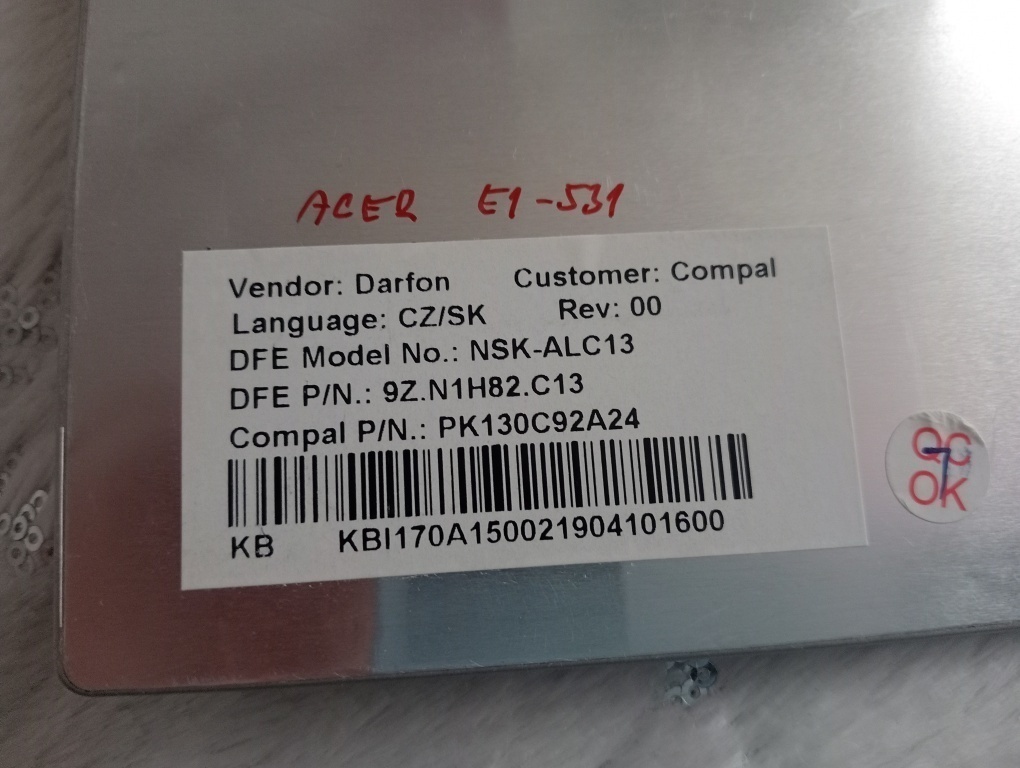 ACER E1-531
Vendor: Darfon Customer: Compal
Language: CZ/SK Rev: 00
DFE Model No.: NSK-ALC13
DFE P/N.: 9Z.N1H82.C13
Compal P/N.: PK130C92A24
KB KBI170A150021904101600
QC
7
OK